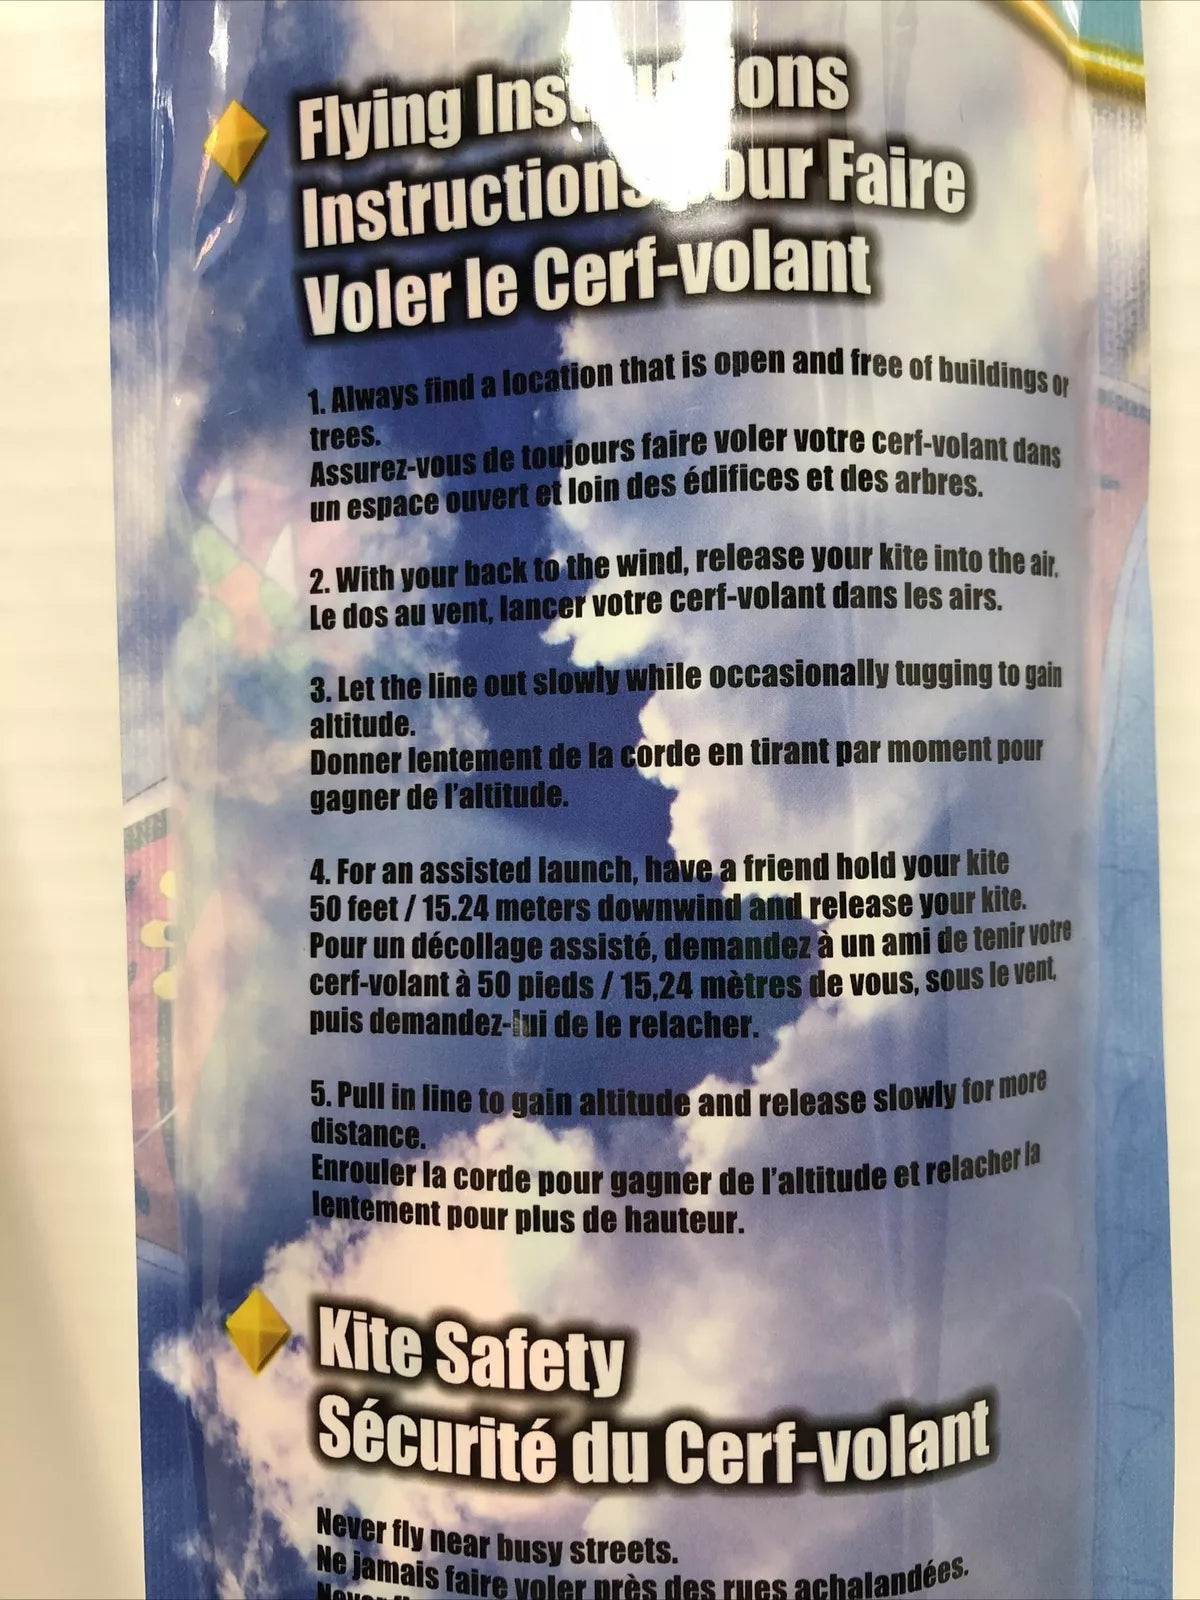 Flying Instructions
Instructions pour Faire
Voler le Cerf-volant
1. Always find a location that is open and free of buildings or
trees.
Assurez-vous de toujours faire voler votre cerf-volant dans
un espace ouvert et loin des édifices et des arbres.
2. With your back to the wind, release your kite into the air.
Le dos au vent, lancer votre cerf-volant dans les airs.
3. Let the line out slowly while occasionally tugging to gain
altitude.
Donner lentement de la corde en tirant par moment pour
gagner de l'altitude.
4. For an assisted launch, have a friend hold your kite
50 feet / 15.24 meters downwind and release your kite.
Pour un décollage assisté, demandez à un ami de tenir votre
cerf-volant à 50 pieds / 15,24 mètres de vous, sous le vent,
puis demandez-lui de le relacher.
5. Pull in line to gain altitude and release slowly for more
distance.
Enrouler la corde pour gagner de l'altitude et relacher la
lentement pour plus de hauteur.
Kite Safety
Sécurité du Cerf-volant
Never fly near busy streets.
Ne jamais faire voler près des rues achalandées.